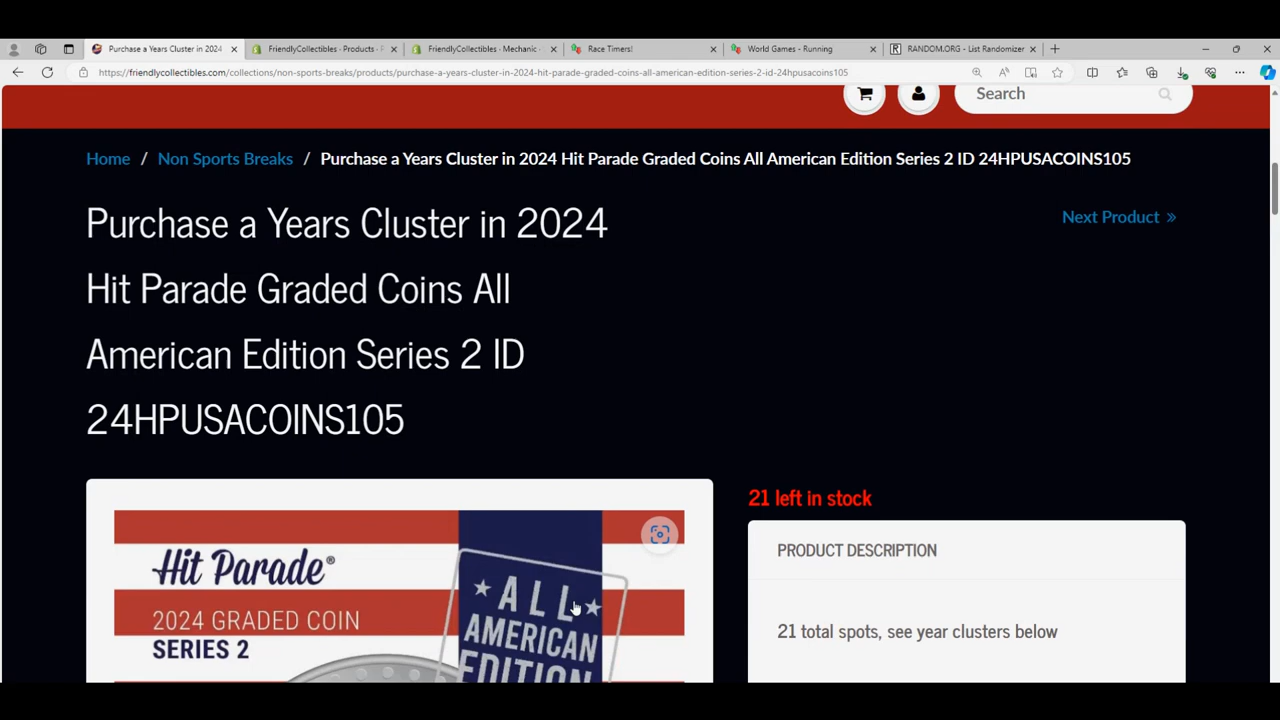 Purchase a Years Cluster in 2024
FriendlyCollectibles - Products - F
FriendlyCollectibles - Mechanic -
Race Timers!
World Games - Running
RANDOM.ORG - List Randomizer
https://friendlycollectibles.com/collections/non-sports-breaks/products/purchase-a-years-cluster-in-2024-hit-parade-graded-coins-all-american-edition-series-2-id-24hpusacoins105
Search
Home / Non Sports Breaks / Purchase a Years Cluster in 2024 Hit Parade Graded Coins All American Edition Series 2 ID 24HPUSACOINS105
Next Product »
Purchase a Years Cluster in 2024
Hit Parade Graded Coins All
American Edition Series 2 ID
24HPUSACOINS105
21 left in stock
PRODUCT DESCRIPTION
21 total spots, see year clusters below
Hit Parade®
2024 GRADED COIN
SERIES 2
ALL
AMERICAN
EDITION